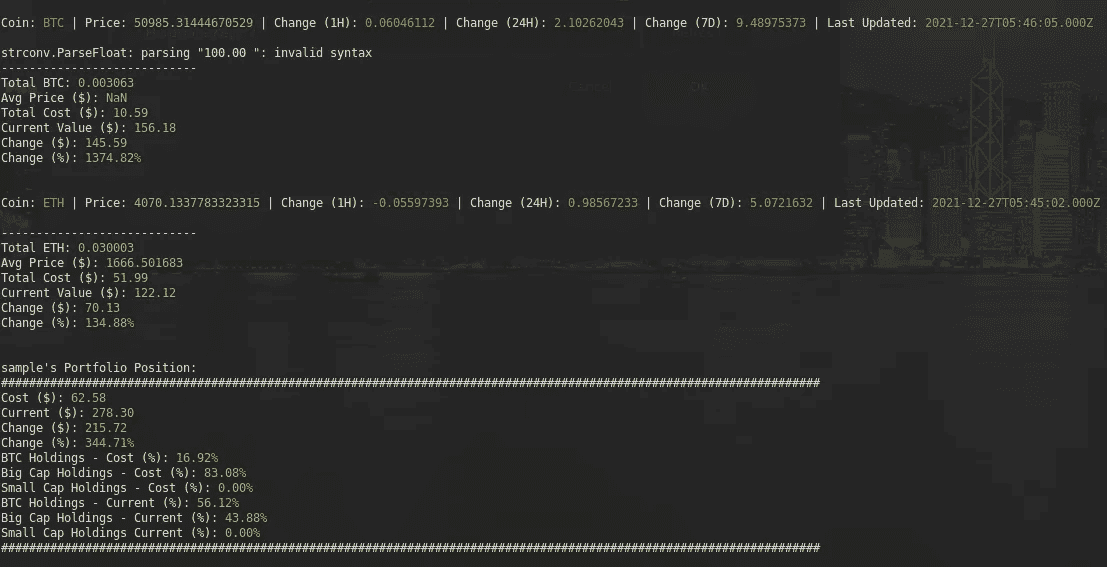 Coin: BTC | Price: 50985.31444670529 | Change (1H): 0.06046112 | Change (24H): 2.10262043 | Change (7D): 9.48975373 | Last Updated: 2021-12-27T05:46:05.000Z
strconv.ParseFloat: parsing "100.00 ": invalid syntax
----------------------------
Total BTC: 0.003063
Avg Price ($): NaN
Total Cost ($): 10.59
Current Value ($): 156.18
Change ($): 145.59
Change (%): 1374.82%
Coin: ETH | Price: 4070.1337783323315 | Change (1H): -0.05597393 | Change (24H): 0.98567233 | Change (7D): 5.0721632 | Last Updated: 2021-12-27T05:45:02.000Z
----------------------------
Total ETH: 0.030003
Avg Price ($): 1666.501683
Total Cost ($): 51.99
Current Value ($): 122.12
Change ($): 70.13
Change (%): 134.88%
sample's Portfolio Position:
#####################################################################################################################
Cost ($): 62.58
Current ($): 278.30
Change ($): 215.72
Change (%): 344.71%
BTC Holdings - Cost (%): 16.92%
Big Cap Holdings - Cost (%): 83.08%
Small Cap Holdings - Cost (%): 0.00%
BTC Holdings - Current (%): 56.12%
Big Cap Holdings - Current (%): 43.88%
Small Cap Holdings Current (%): 0.00%
#####################################################################################################################